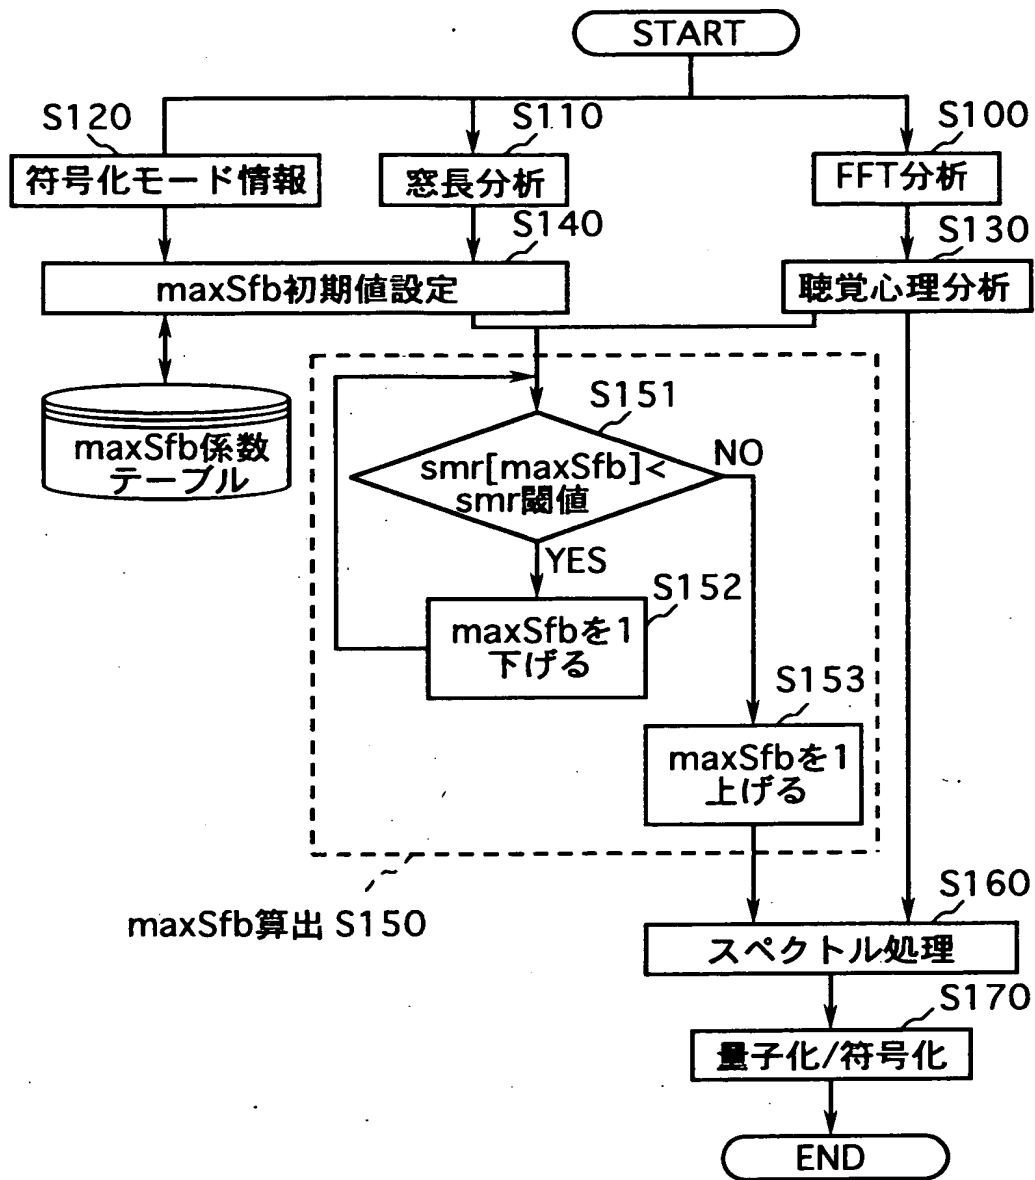 START
S120
S110
S100
符号化モード情報
窓長分析
FFT分析
S140
S130
maxSfb初期値設定
聴覚心理分析
maxSfb係数
テーブル
S151
smr[maxSfb]<
smr閾値
NO
YES
S152
maxSfbを1
下げる
S153
maxSfbを1
上げる
maxSfb算出 S150
S160
スペクトル処理
S170
量子化/符号化
END